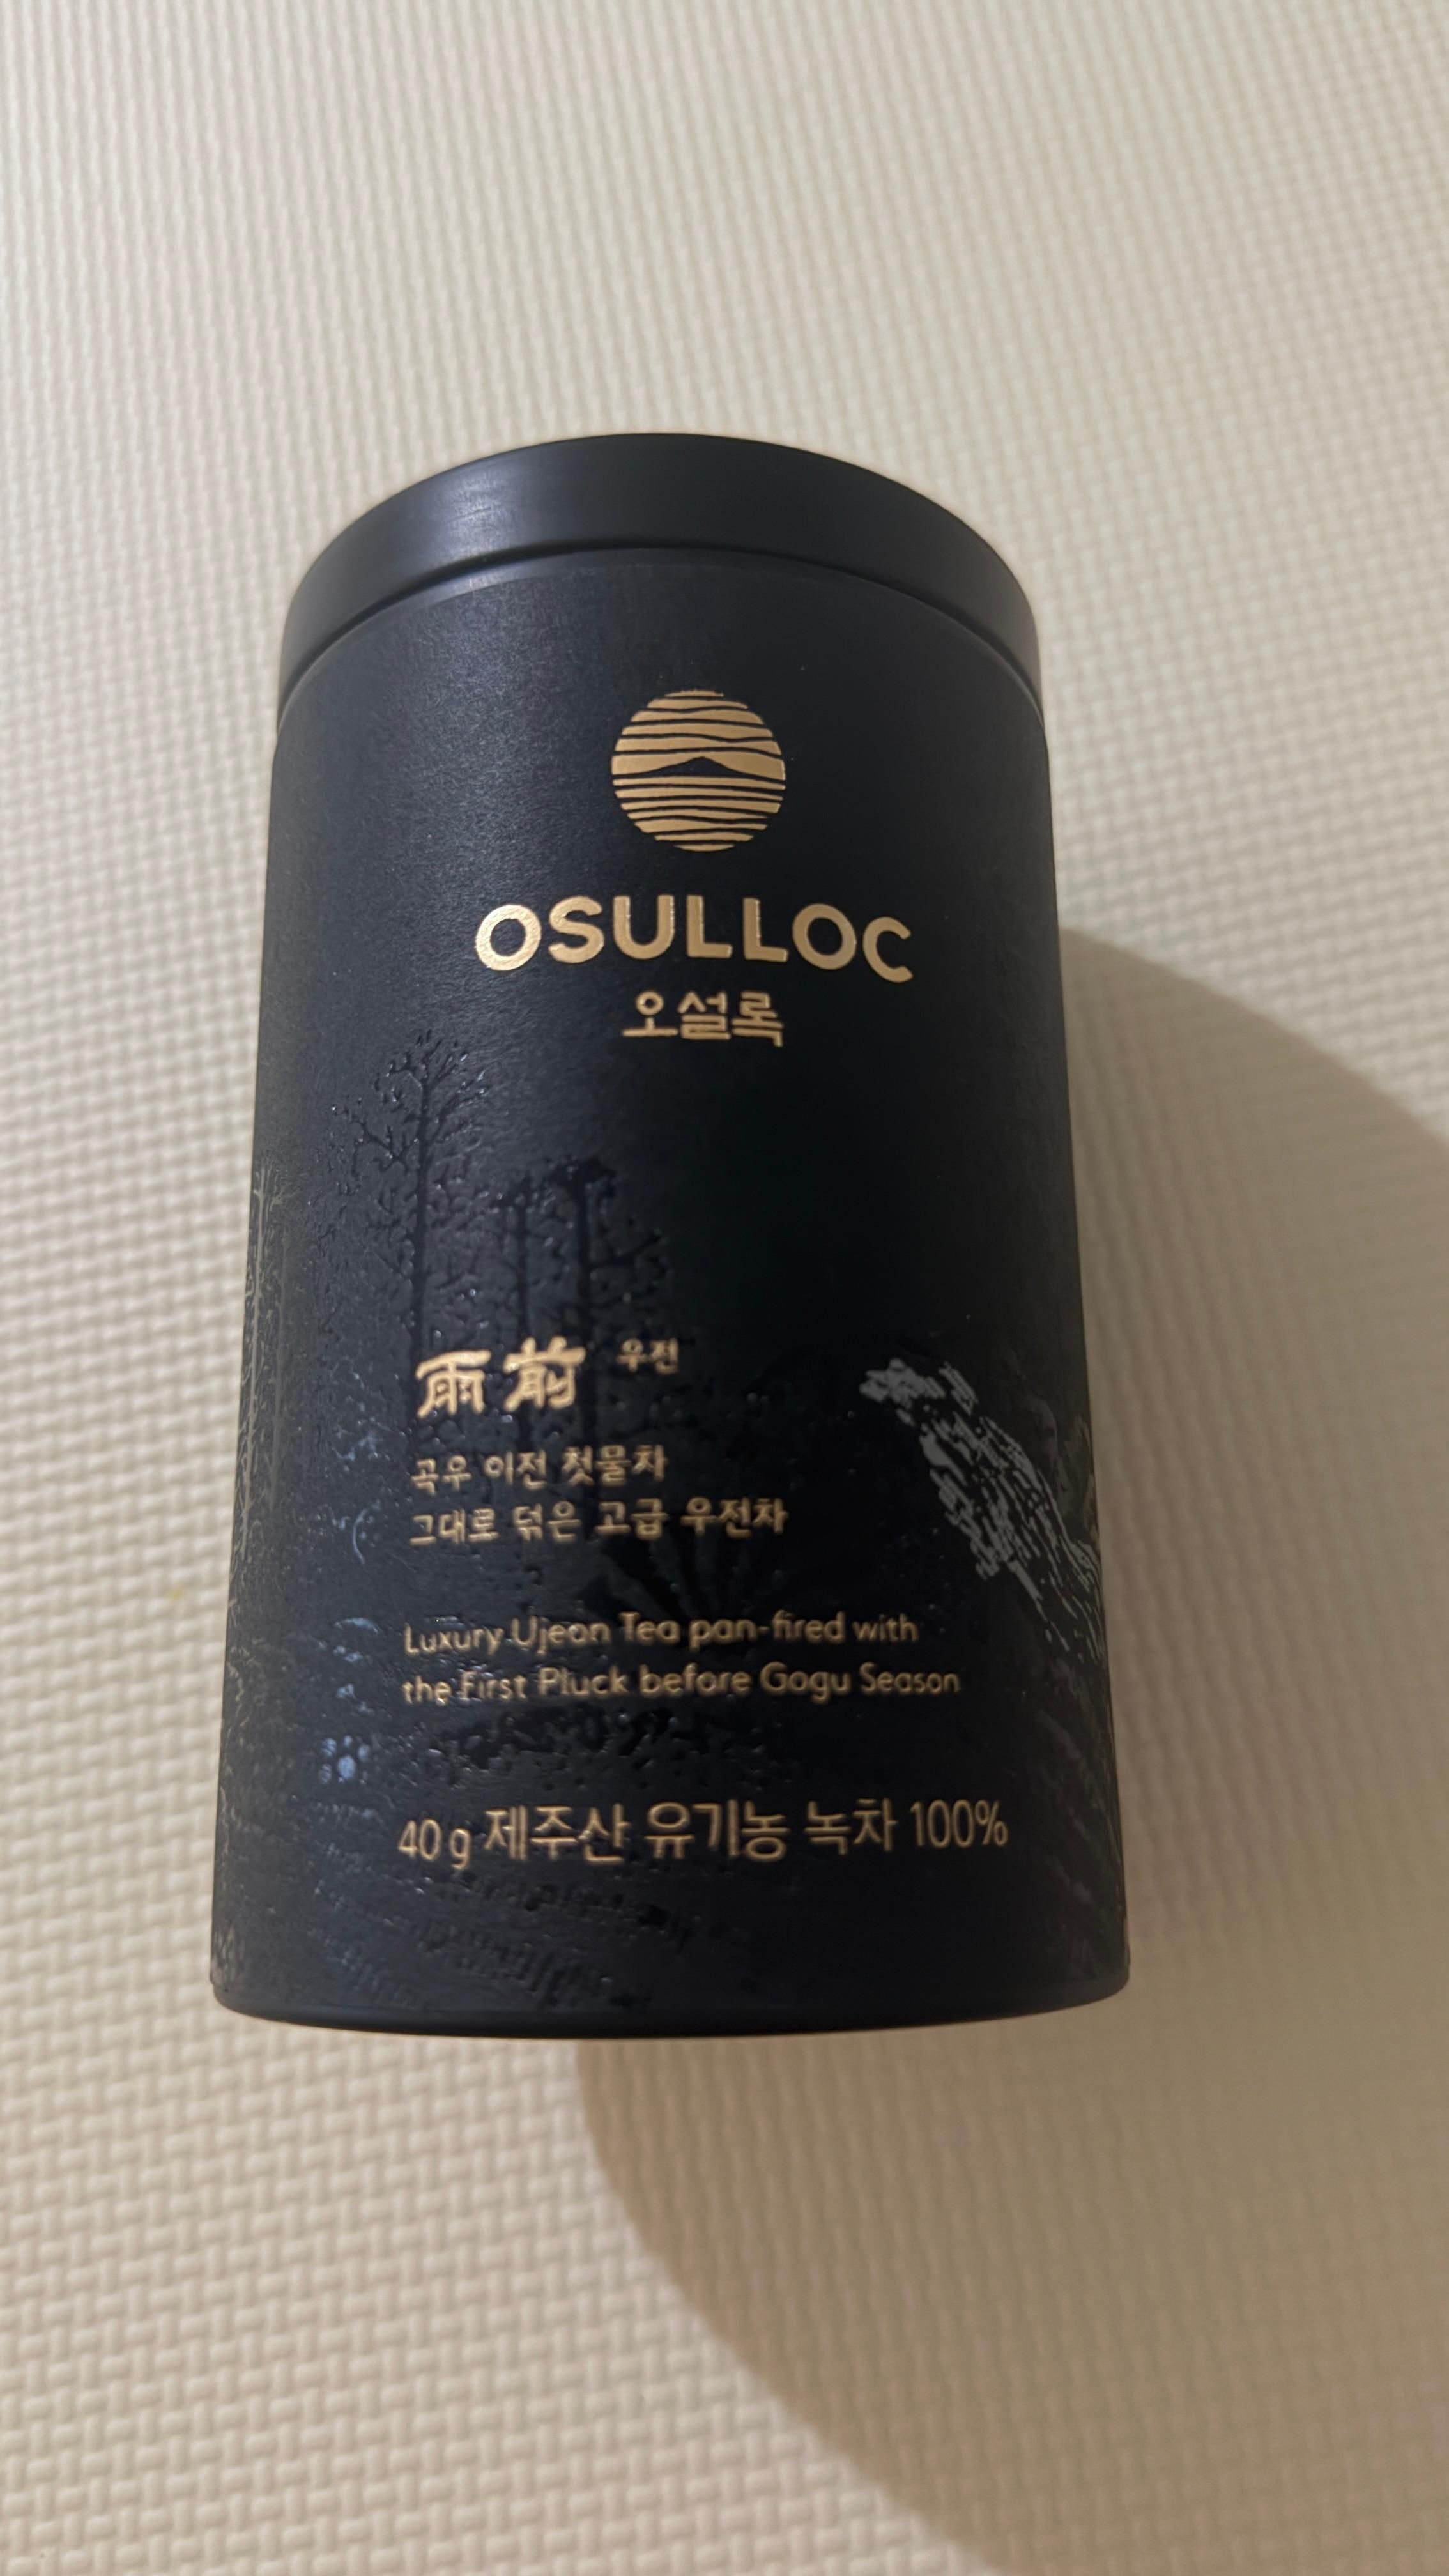 OSULLOC
오설록
雨前 우전
곡우 이전 첫물차
그대로 덖은 고급 우전차
Luxury Ujeon Tea pan-fired with
the First Pluck before Gogu Season
40 g 제주산 유기농 녹차 100%